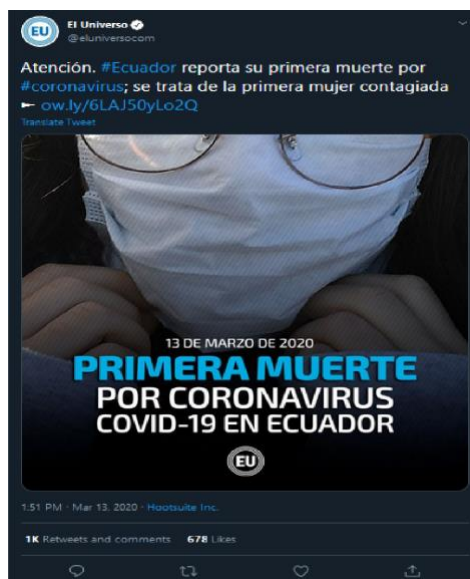 EU
El Universo
@eluniversocom
Atención. #Ecuador reporta su primera muerte por
#coronavirus; se trata de la primera mujer contagiada
ow.ly/6LAJ50yLo2Q
Translate Tweet
13 DE MARZO DE 2020
PRIMERA MUERTE
POR CORONAVIRUS
COVID-19 EN ECUADOR
EU
1:51 PM · Mar 13, 2020 · Hootsuite Inc.
1K Retweets and comments 678 Likes